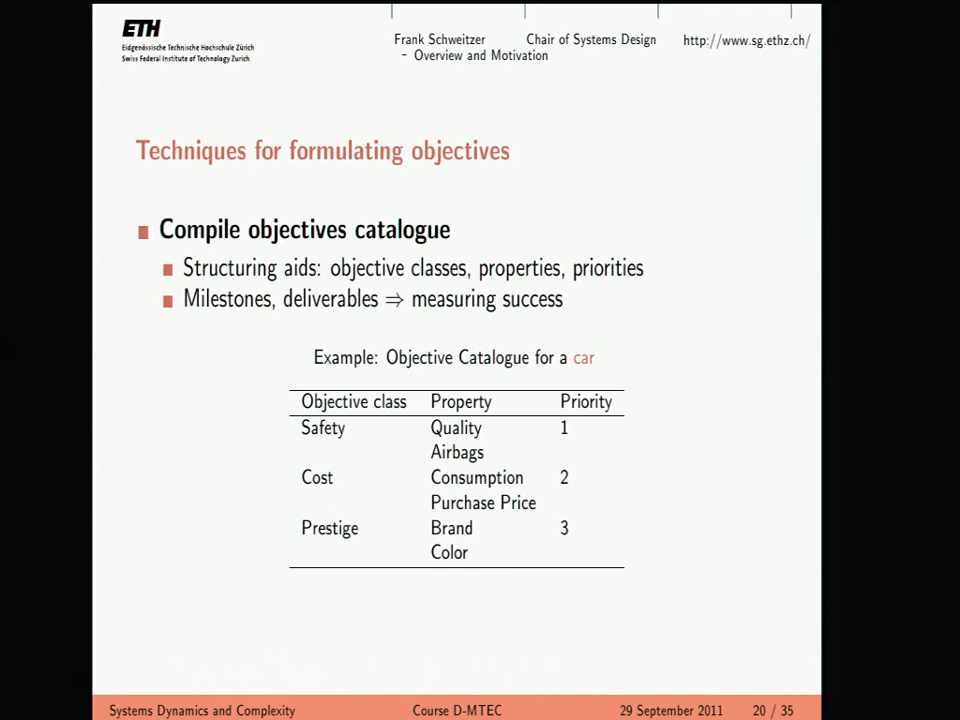 ETH
Eidgenössische Technische Hochschule Zürich
Swiss Federal Institute of Technology Zurich
Frank Schweitzer Chair of Systems Design http://www.sg.ethz.ch/
– Overview and Motivation
Techniques for formulating objectives
Compile objectives catalogue
Structuring aids: objective classes, properties, priorities
Milestones, deliverables ⇒ measuring success
Example: Objective Catalogue for a car
Objective class Property Priority
Safety Quality 1
Airbags
Cost Consumption 2
Purchase Price
Prestige Brand 3
Color
Systems Dynamics and Complexity Course D-MTEC 29 September 2011 20 / 35